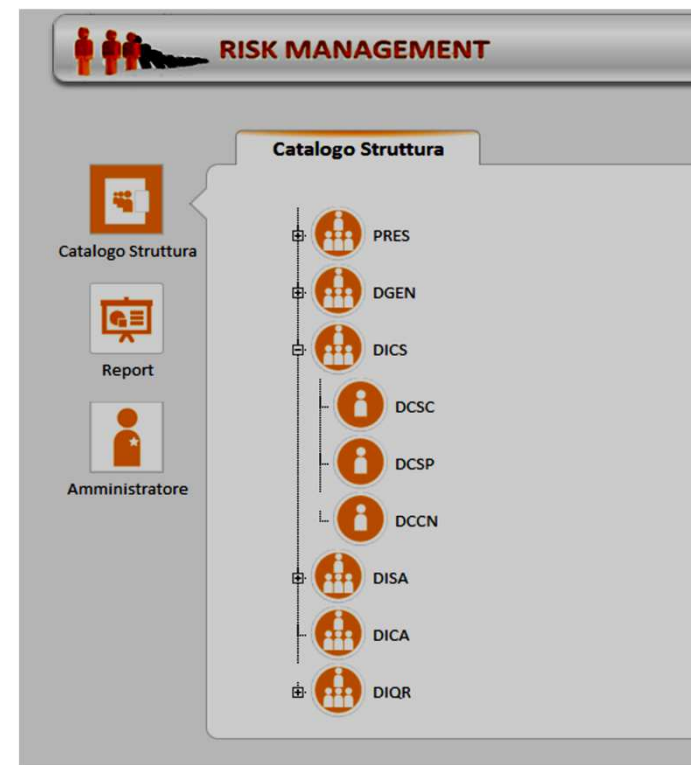 RISK MANAGEMENT
Catalogo Struttura
Catalogo Struttura
Report
Amministratore
PRES
DGEN
DICS
DCSC
DCSP
DCCN
DISA
DICA
DIQR